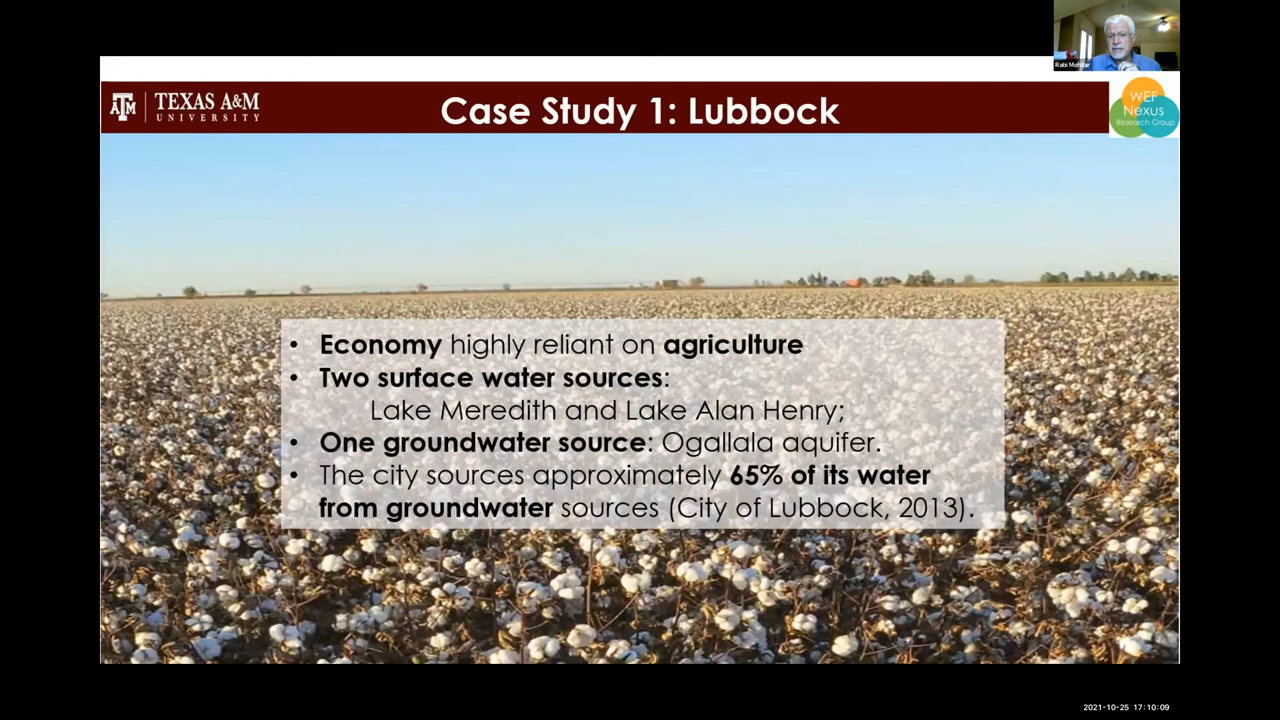 Rabi Mohtar
TEXAS A&M
UNIVERSITY
Case Study 1: Lubbock
WEF
Nexus
Research Group
• Economy highly reliant on agriculture
• Two surface water sources:
Lake Meredith and Lake Alan Henry;
• One groundwater source: Ogallala aquifer.
• The city sources approximately 65% of its water
from groundwater sources (City of Lubbock, 2013).
2021-10-25 17:10:09